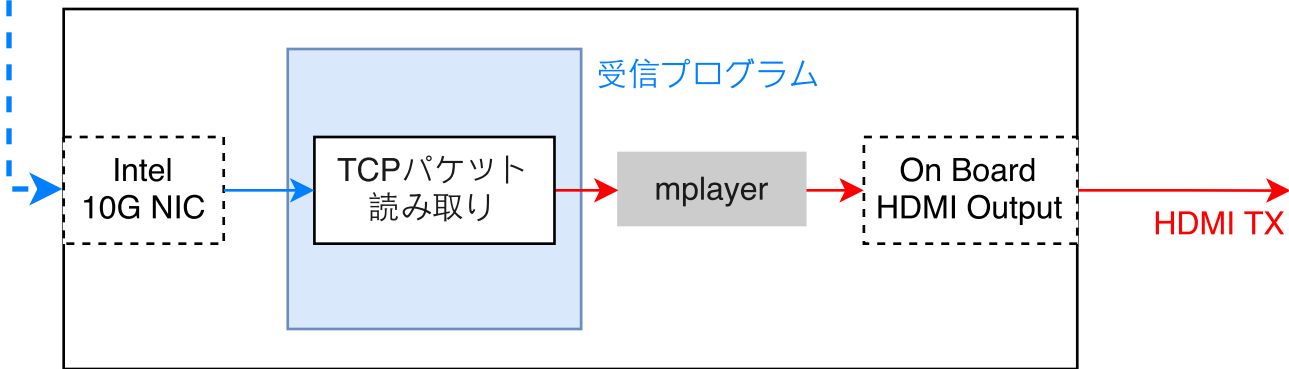 受信プログラム
Intel
10G NIC
TCPパケット
読み取り
mplayer
On Board
HDMI Output
HDMI TX